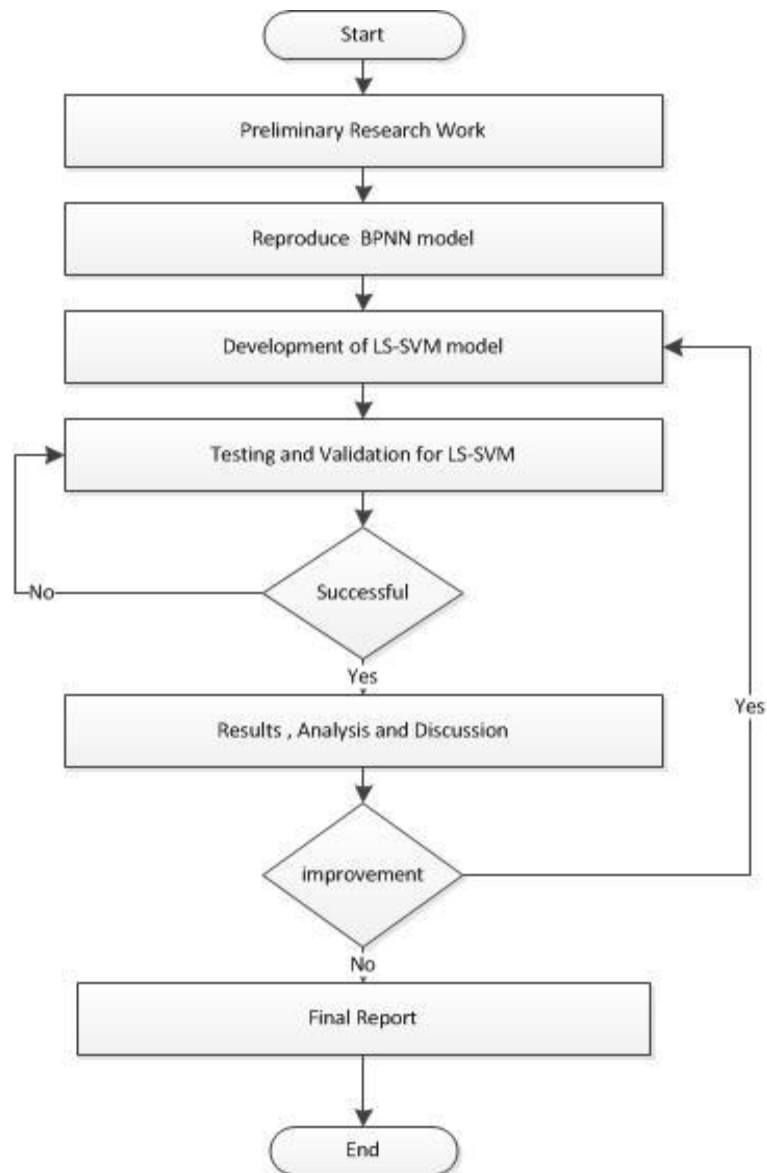 Start
Preliminary Research Work
Reproduce BPNN model
Development of LS-SVM model
Testing and Validation for LS-SVM
Successful
No
Yes
Results , Analysis and Discussion
Yes
improvement
No
Final Report
End